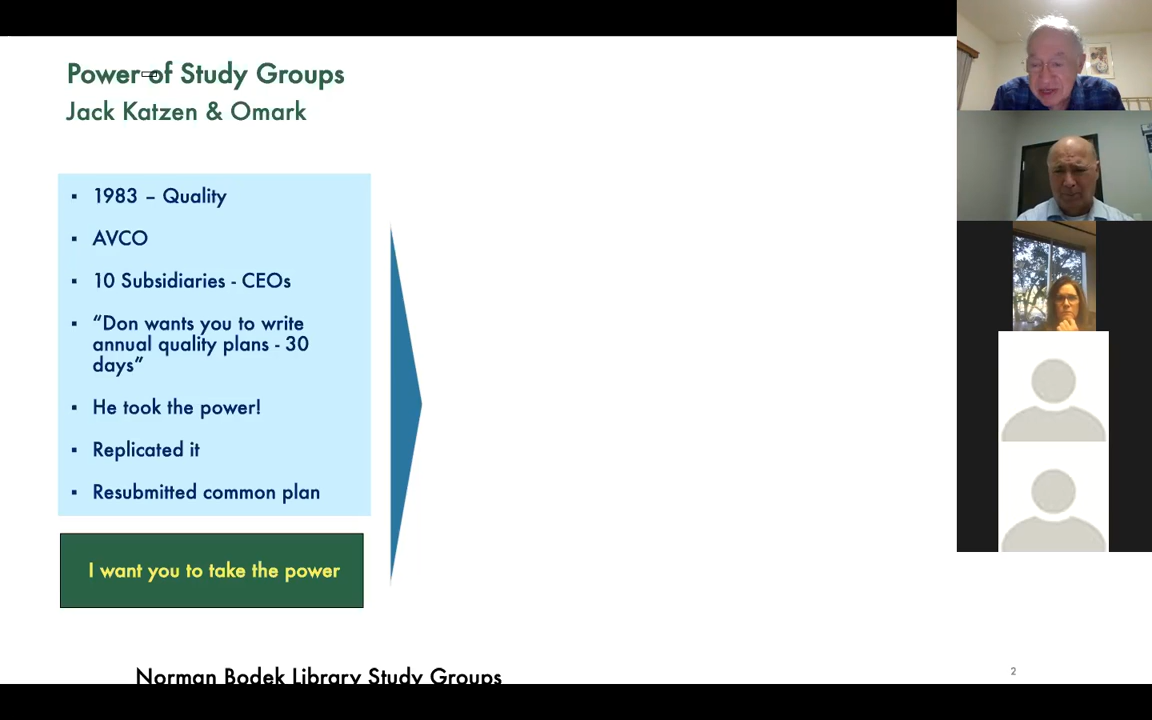 Power of Study Groups
Jack Katzen & Omark
▪ 1983 – Quality
▪ AVCO
▪ 10 Subsidiaries - CEOs
▪ “Don wants you to write
annual quality plans - 30
days”
▪ He took the power!
▪ Replicated it
▪ Resubmitted common plan
I want you to take the power
Norman Bodek Library Study Groups
2